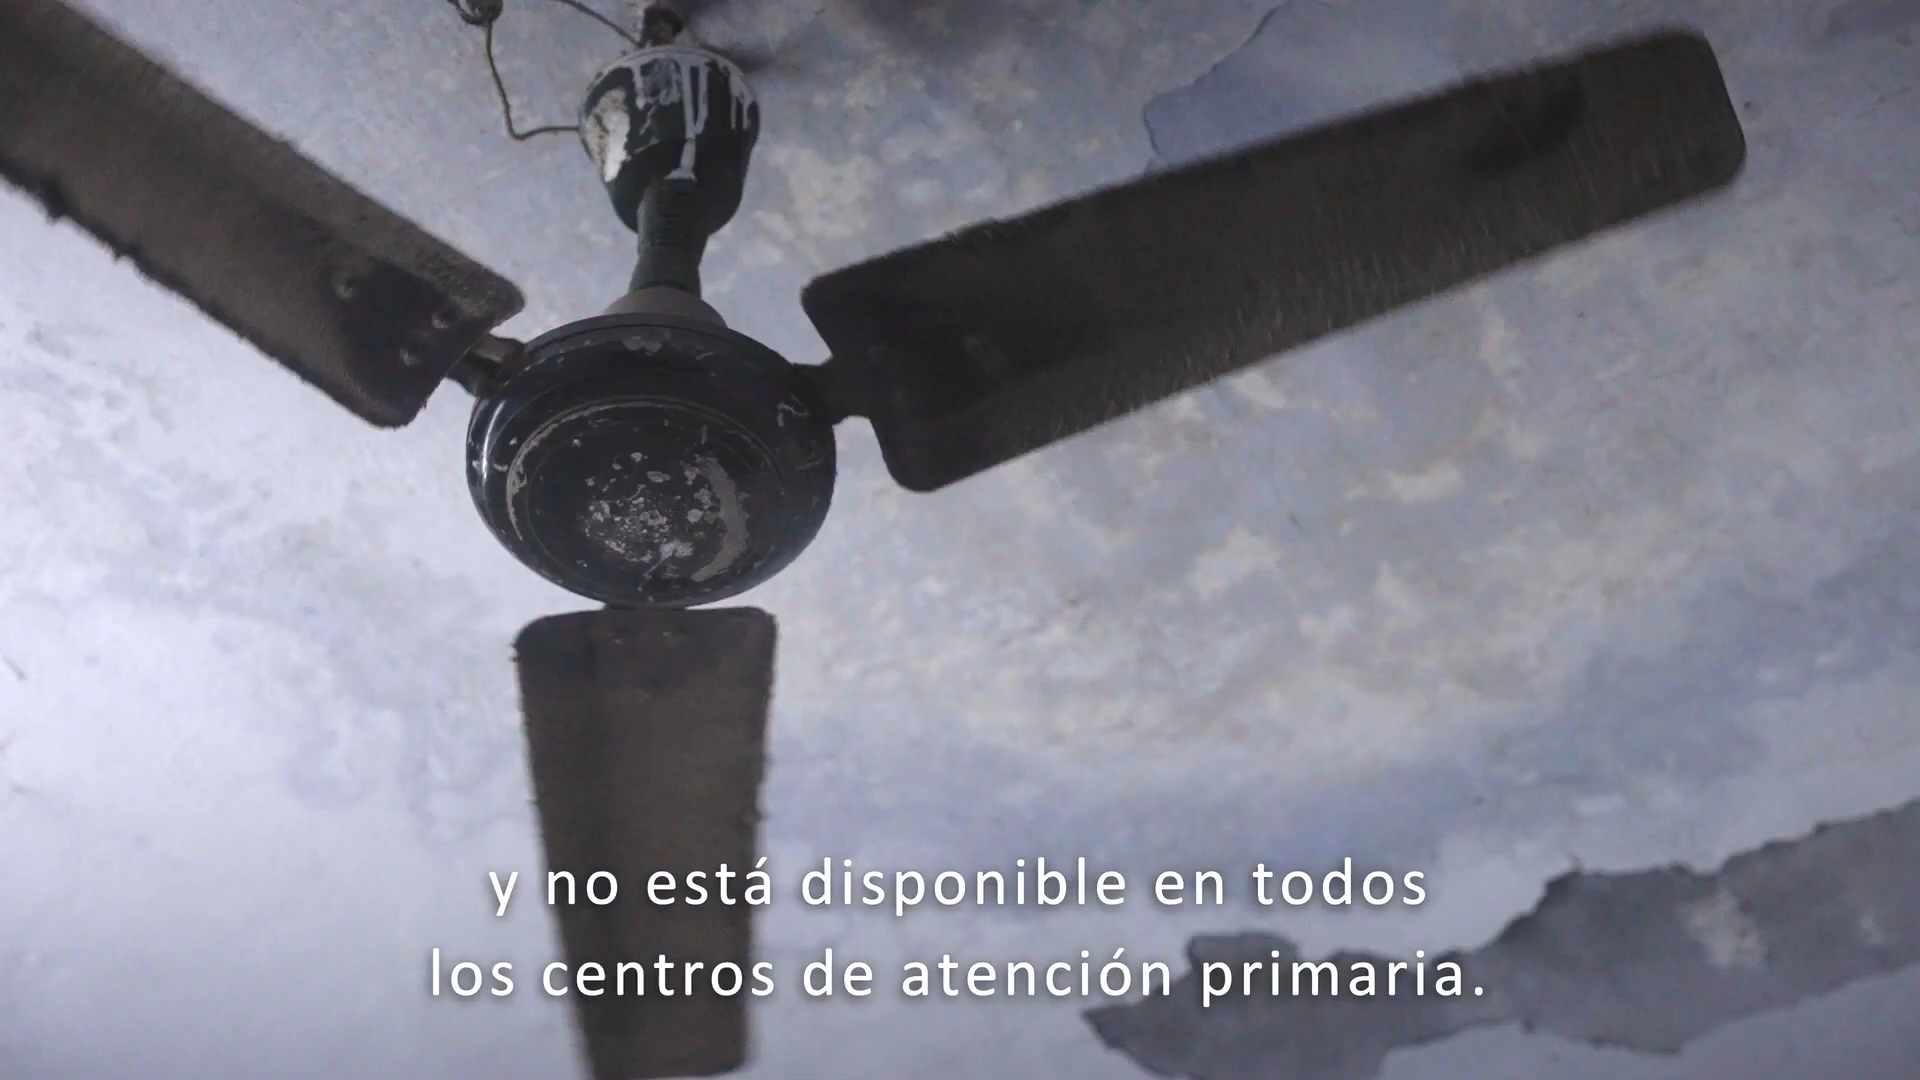 y no está disponible en todos
los centros de atención primaria.